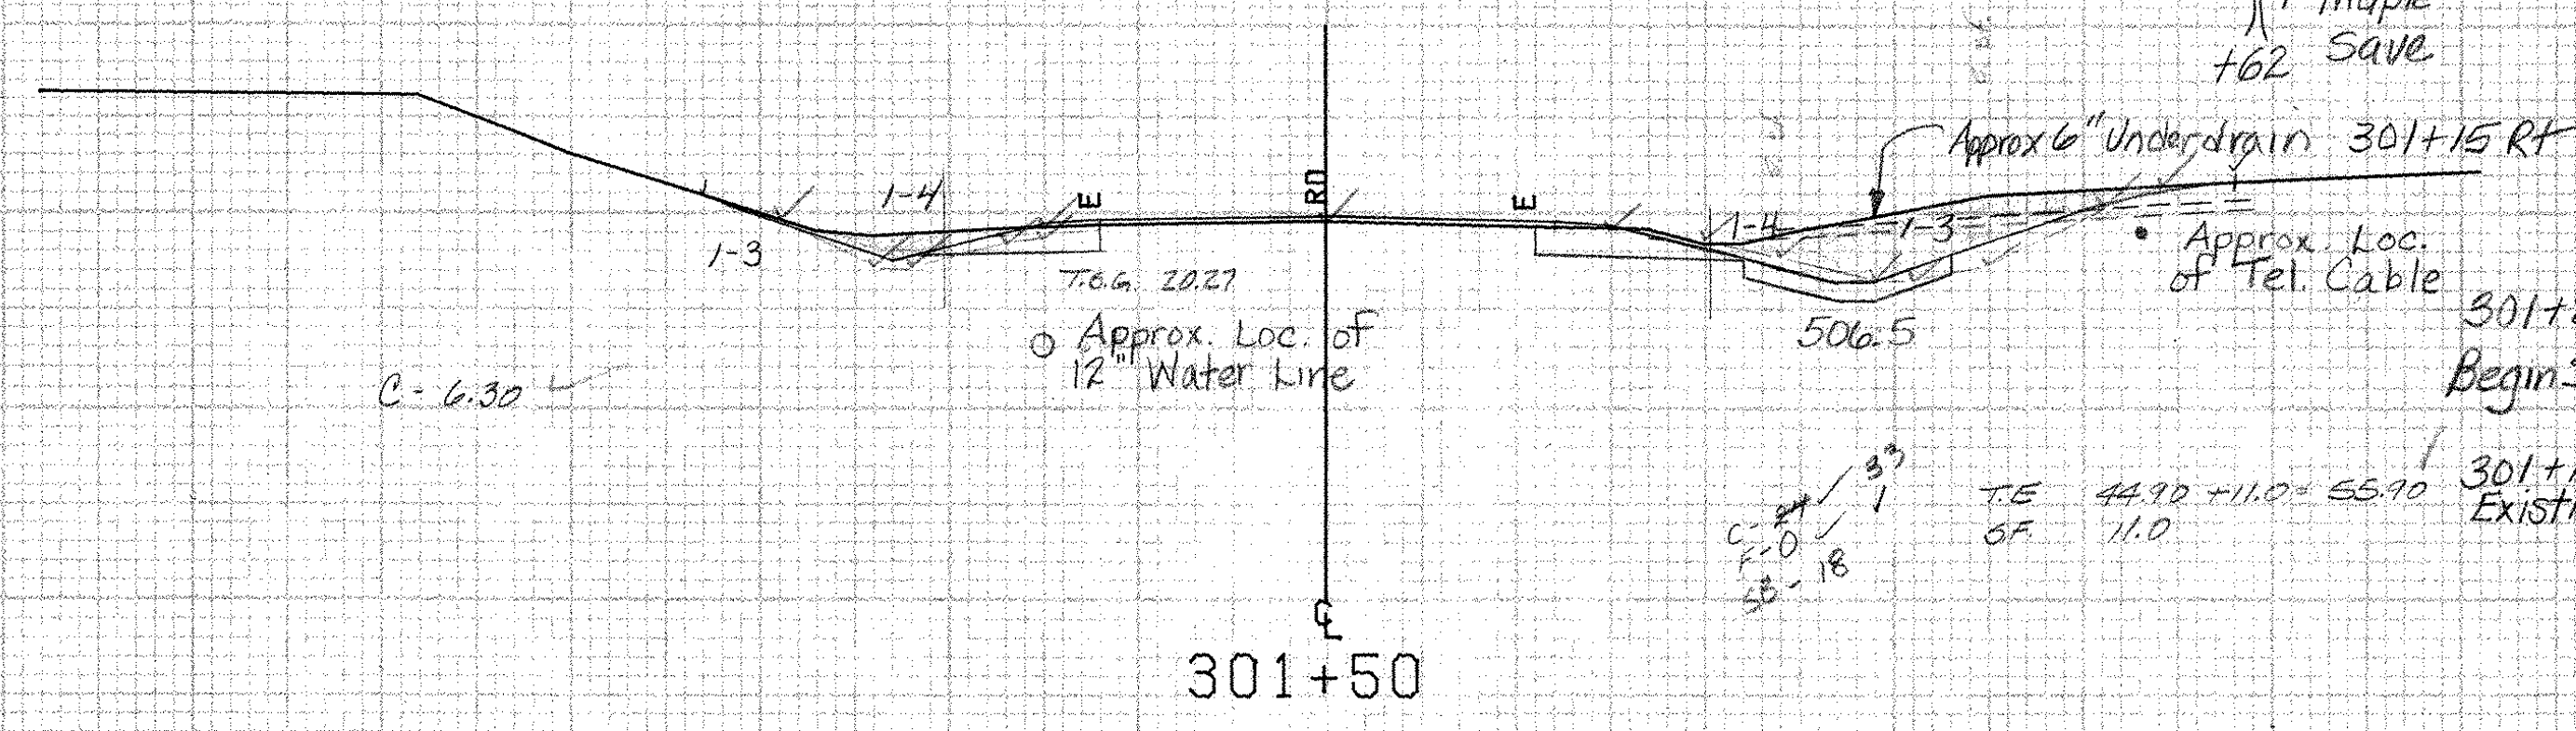 Save
+62
Approx 6" Underdrain 301+15 Rt
1-4
E
RD
E
1-4
1-3
1-3
Approx. Loc.
of Tel. Cable
T.E.G. 20.27
506.5
Approx. Loc. of
12" Water Line
C - 6.30
301+
Begin
33
C - 24
1
F - 0
18
T.E 44.90 + 11.0 = 55.90
SF. 11.0
301+
CL
301+50